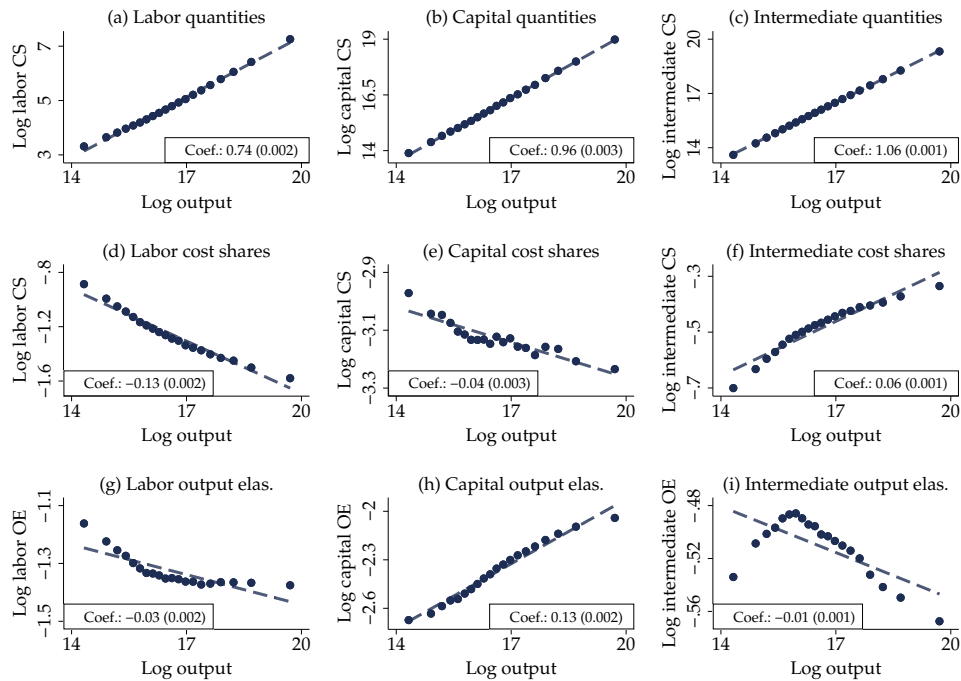 (a) Labor quantities
Log labor CS
7
5
3
Coef.: 0.74 (0.002)
14 17 20
Log output
(b) Capital quantities
Log capital CS
19
16.5
14
Coef.: 0.96 (0.003)
14 17 20
Log output
(c) Intermediate quantities
Log intermediate CS
20
17
14
Coef.: 1.06 (0.001)
14 17 20
Log output
(d) Labor cost shares
Log labor CS
−.8
−1.2
−1.6
Coef.: −0.13 (0.002)
14 17 20
Log output
(e) Capital cost shares
Log capital CS
−2.9
−3.1
−3.3
Coef.: −0.04 (0.003)
14 17 20
Log output
(f) Intermediate cost shares
Log intermediate CS
−.3
−.5
−.7
Coef.: 0.06 (0.001)
14 17 20
Log output
(g) Labor output elas.
Log labor OE
−1.1
−1.3
−1.5
Coef.: −0.03 (0.002)
14 17 20
Log output
(h) Capital output elas.
Log capital OE
−2
−2.3
−2.6
Coef.: 0.13 (0.002)
14 17 20
Log output
(i) Intermediate output elas.
Log intermediate OE
−.48
−.52
−.56
Coef.: −0.01 (0.001)
14 17 20
Log output